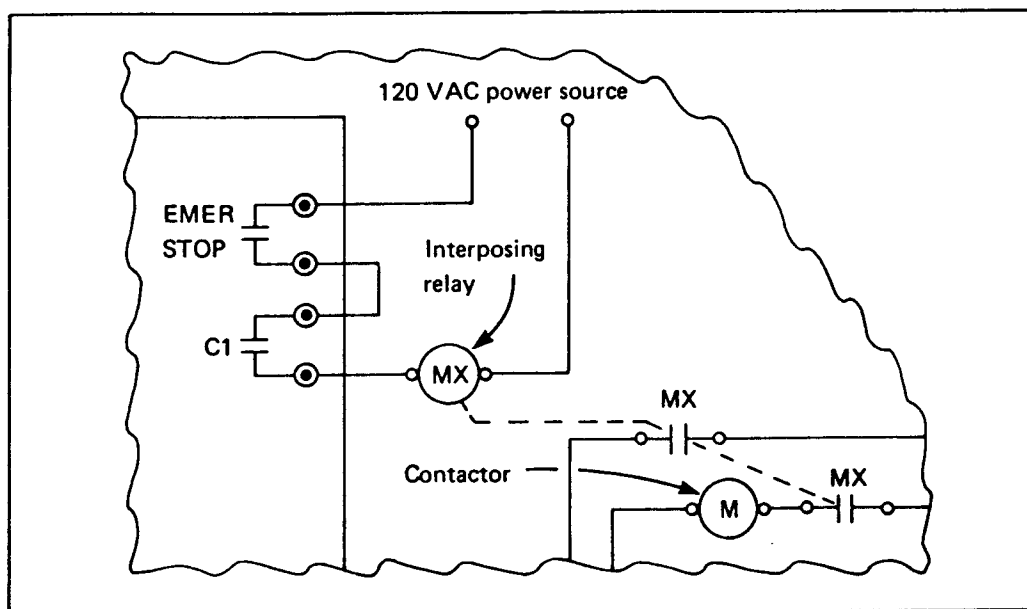 120 VAC power source
EMER
STOP
Interposing
relay
C1
MX
MX
Contactor
MX
M